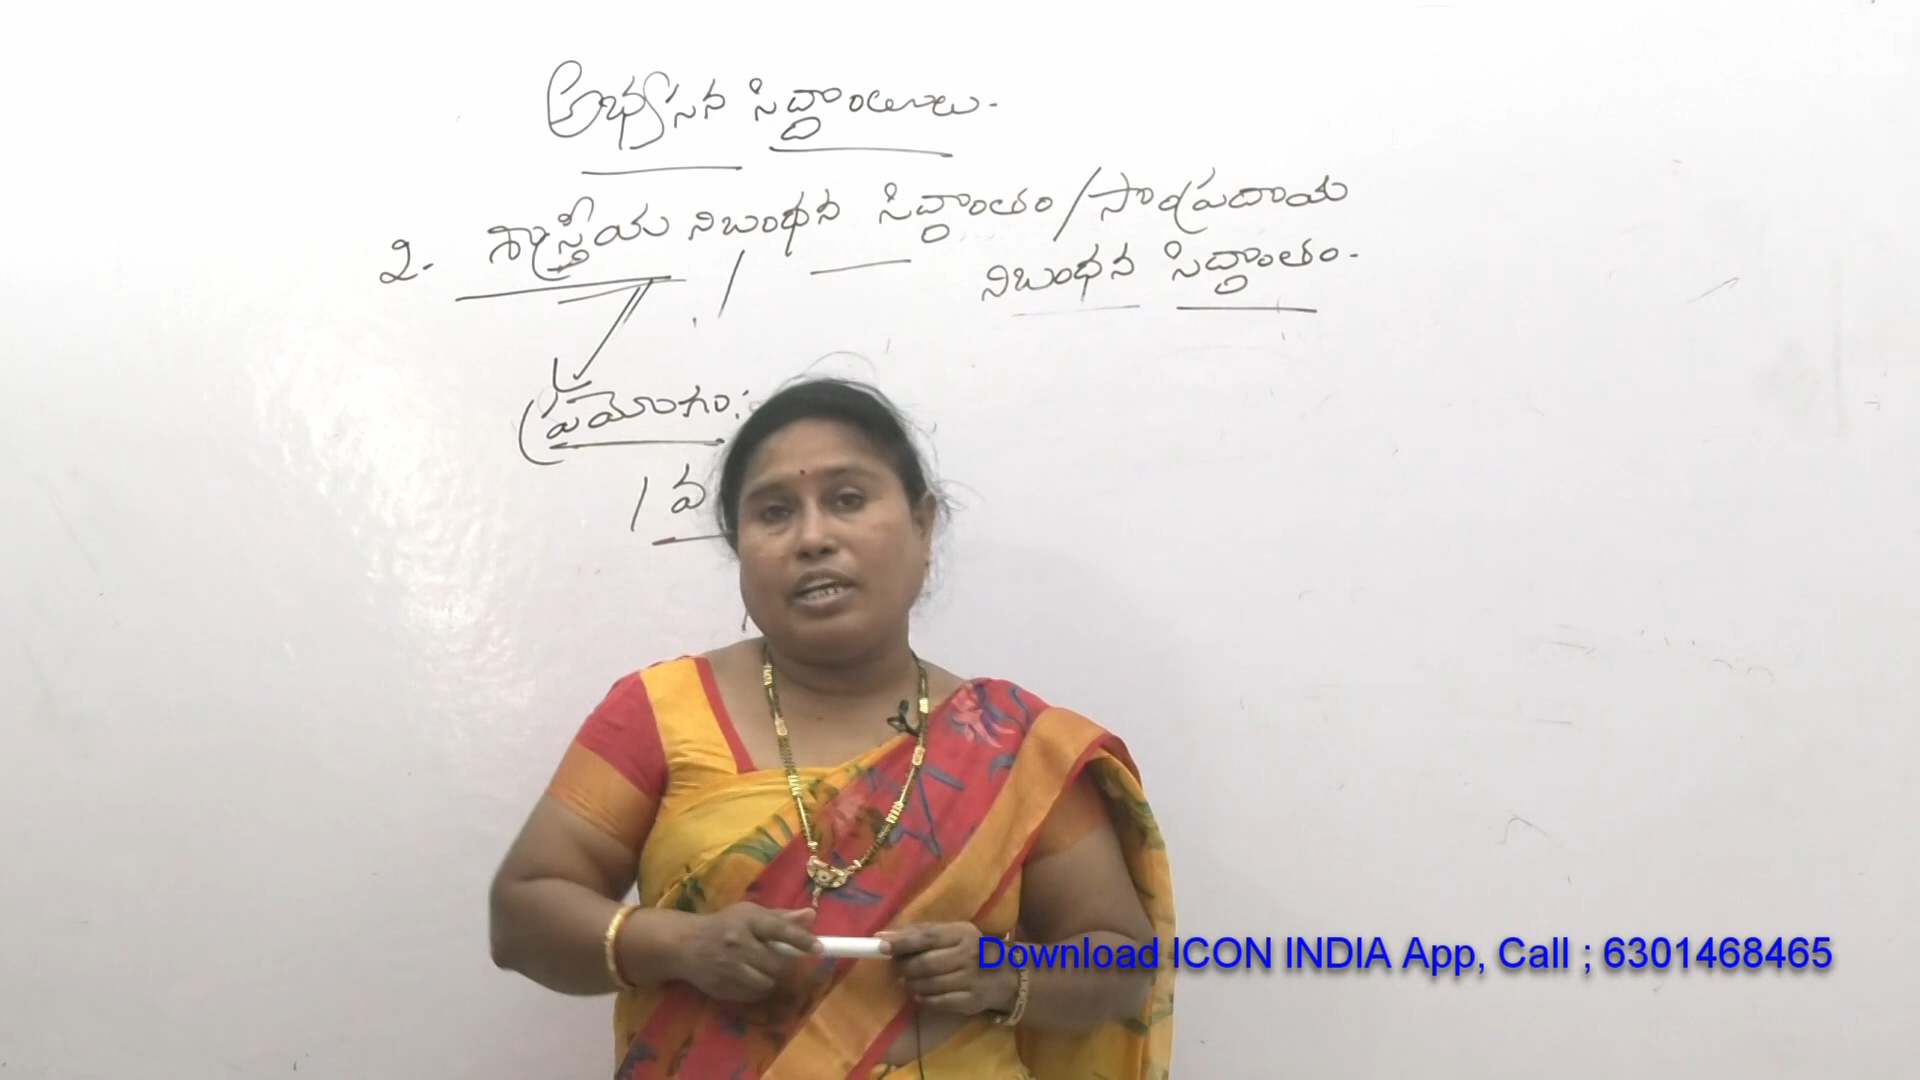 అభ్యసన సిద్ధాంతాలు.
2. శాస్త్రీయ నిబంధన సిద్ధాంతం / సాంప్రదాయ
నిబంధన సిద్ధాంతం.
ప్రయోగం:
Download ICON INDIA App, Call ; 6301468465